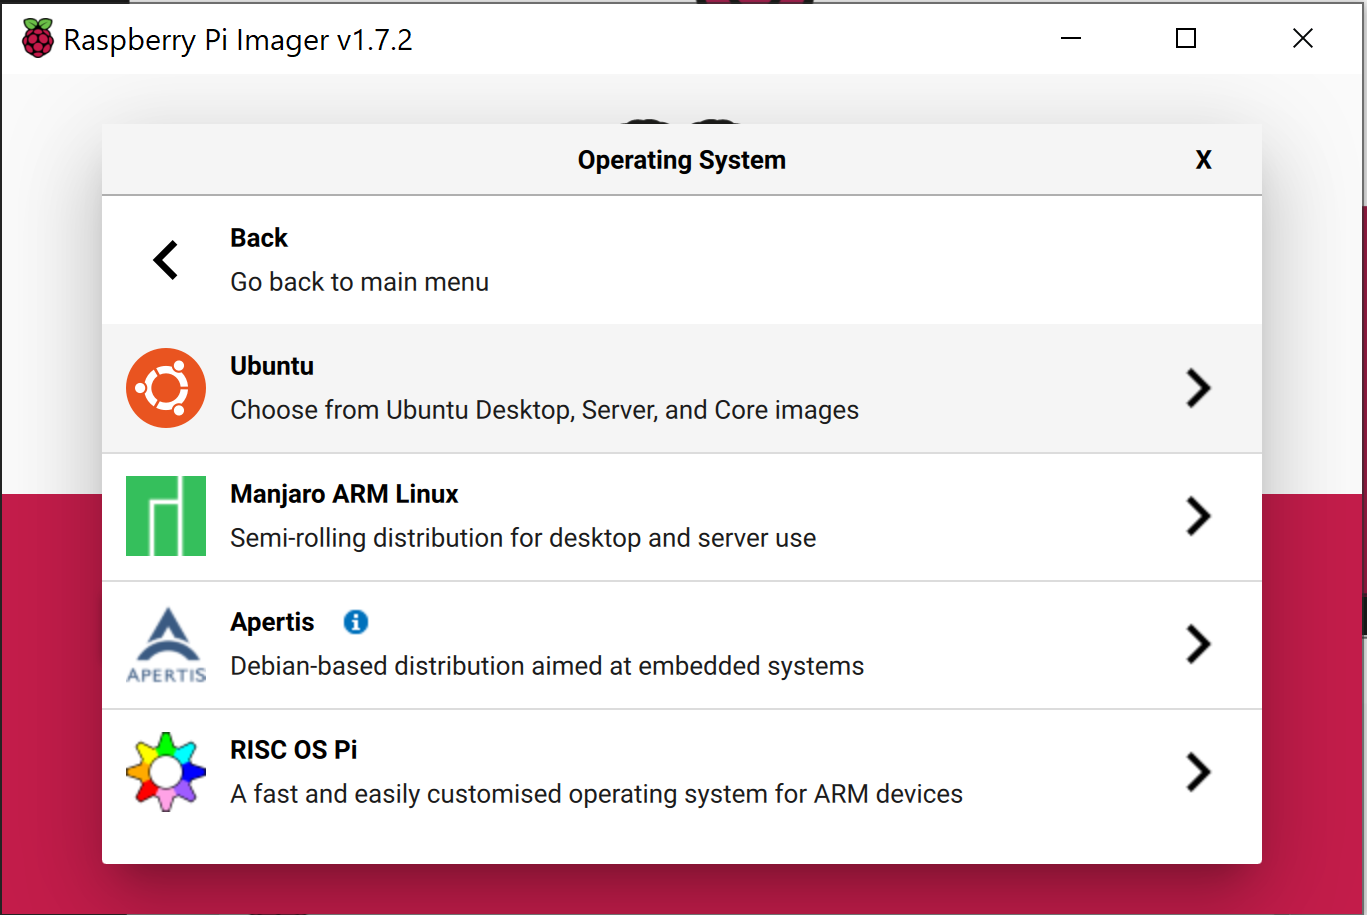 Raspberry Pi Imager v1.7.2
Operating System
X
Back
Go back to main menu
Ubuntu
Choose from Ubuntu Desktop, Server, and Core images
Manjaro ARM Linux
Semi-rolling distribution for desktop and server use
Apertis
Debian-based distribution aimed at embedded systems
APERTIS
RISC OS Pi
A fast and easily customised operating system for ARM devices